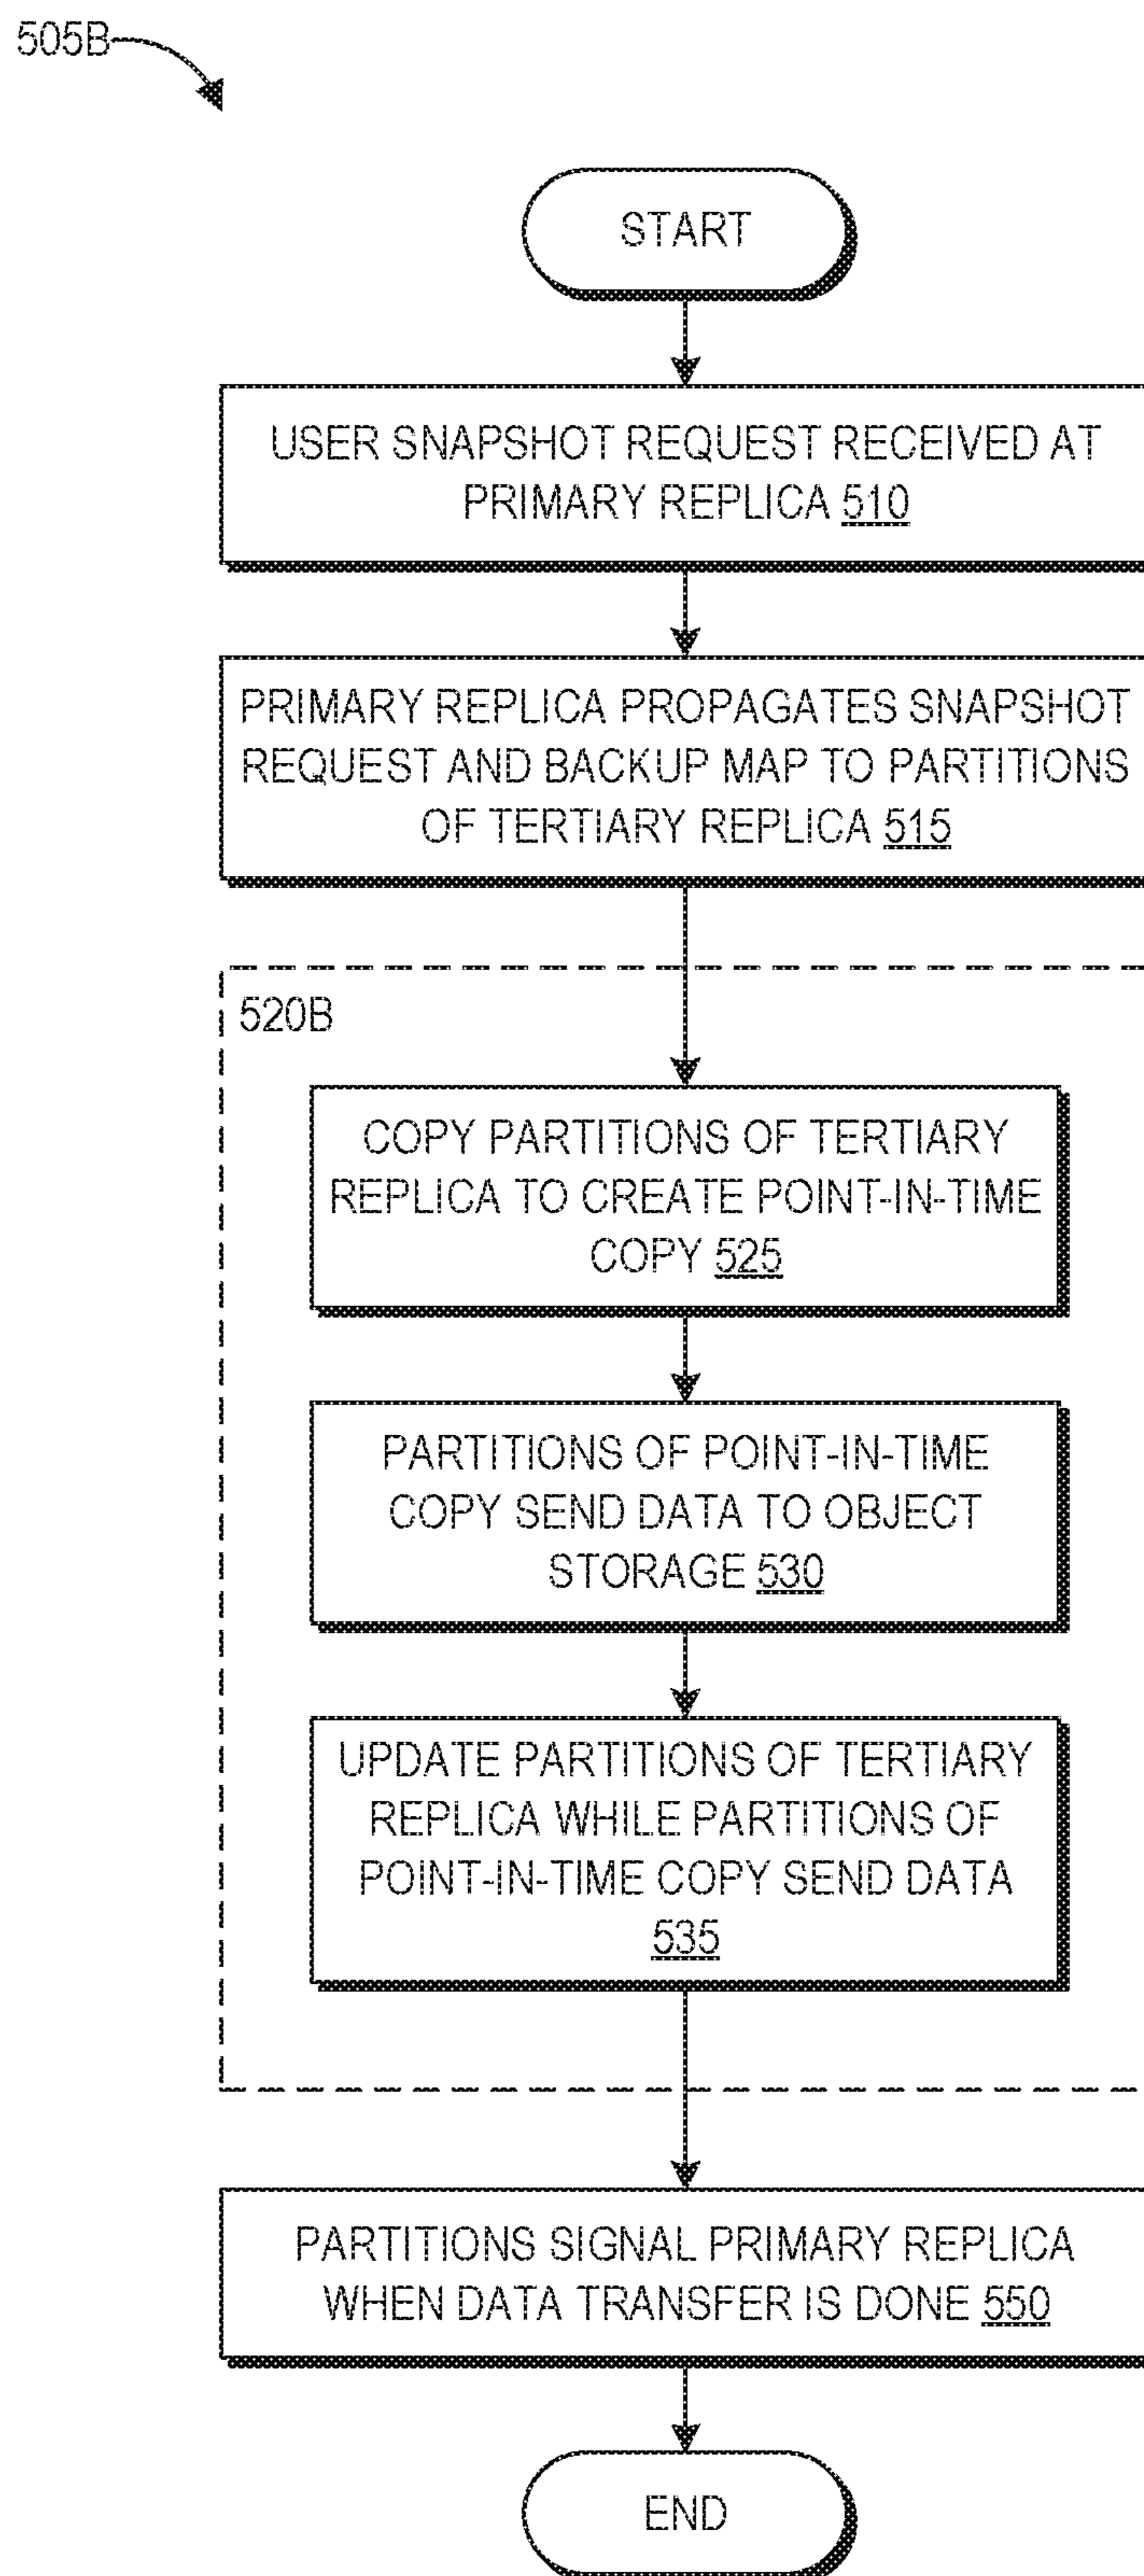 505B
START
USER SNAPSHOT REQUEST RECEIVED AT
PRIMARY REPLICA 510
PRIMARY REPLICA PROPAGATES SNAPSHOT
REQUEST AND BACKUP MAP TO PARTITIONS
OF TERTIARY REPLICA 515
520B
COPY PARTITIONS OF TERTIARY
REPLICA TO CREATE POINT-IN-TIME
COPY 525
PARTITIONS OF POINT-IN-TIME
COPY SEND DATA TO OBJECT
STORAGE 530
UPDATE PARTITIONS OF TERTIARY
REPLICA WHILE PARTITIONS OF
POINT-IN-TIME COPY SEND DATA
535
PARTITIONS SIGNAL PRIMARY REPLICA
WHEN DATA TRANSFER IS DONE 550
END